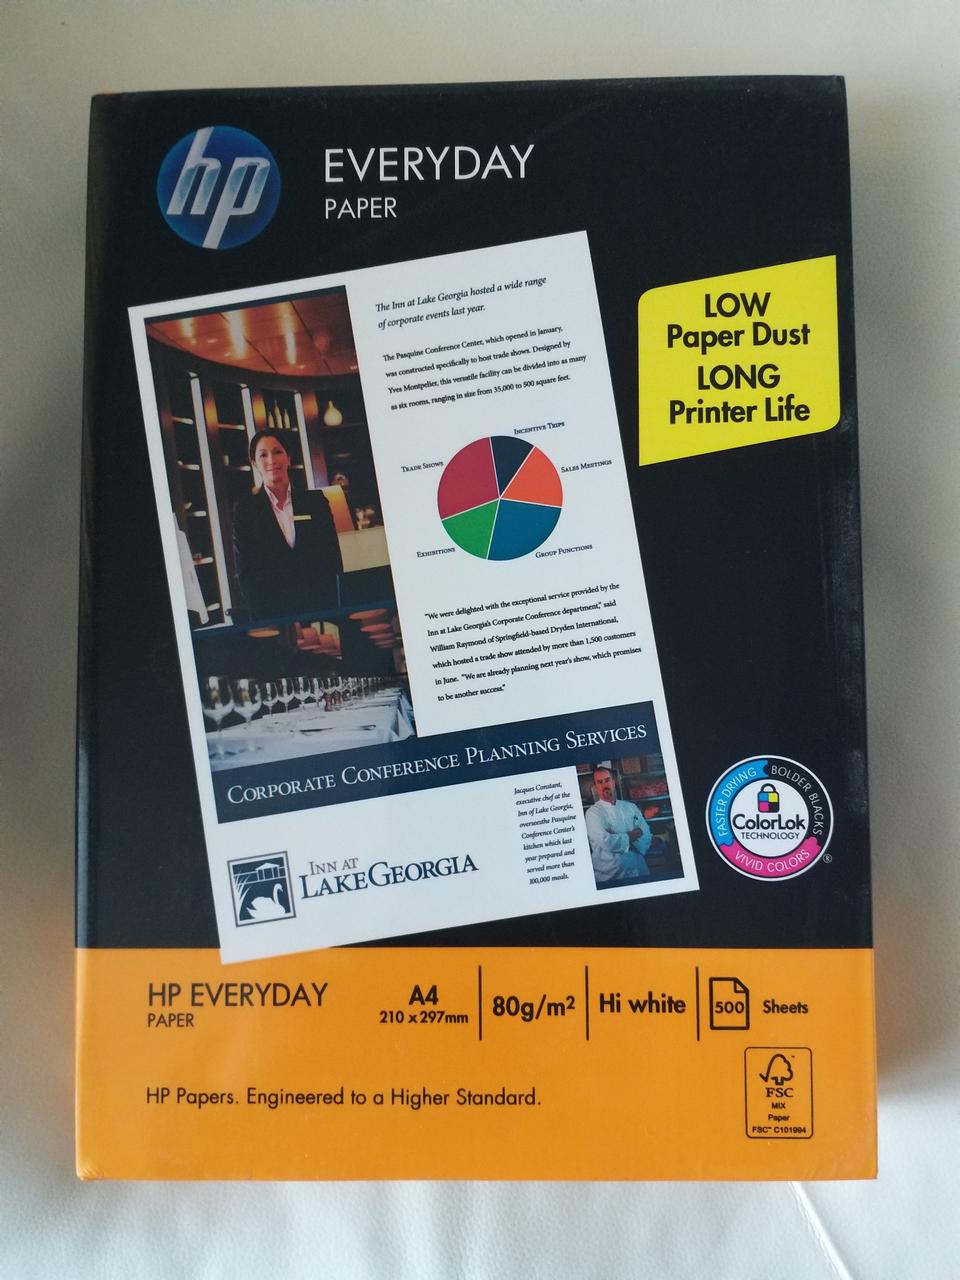 hp
EVERYDAY
PAPER
LOW
Paper Dust
LONG
Printer Life
The Inn at Lake Georgia hosted a wide range
of corporate events last year.
The Pasquine Conference Center, which opened in January,
was constructed specifically to host trade shows. Designed by
Yves Montpelier, this versatile facility can be divided into as many
as six rooms, ranging in size from 35,000 to 500 square feet.
INCENTIVE TRIPS
TRADE SHOWS
SALES MEETINGS
EXHIBITIONS
GROUP FUNCTIONS
"We were delighted with the exceptional service provided by the
Inn at Lake Georgia's Corporate Conference department," said
William Raymond of Springfield-based Dryden International,
which hosted a trade show attended by more than 1,500 customers
in June. "We are already planning next year's show, which promises
to be another success."
CORPORATE CONFERENCE PLANNING SERVICES
Jacques Constant,
executive chef at the
Inn of Lake Georgia,
oversees the Pasquine
Conference Center's
kitchen which last
year prepared and
served more than
100,000 meals.
INN AT
LAKE GEORGIA
FASTER DRYING
BOLDER BLACKS
ColorLok
TECHNOLOGY
VIVID COLORS
®
HP EVERYDAY
PAPER
A4
210 x 297mm
80g/m2
Hi white
500
Sheets
HP Papers. Engineered to a Higher Standard.
FSC
MIX
Paper
FSC™ C101994